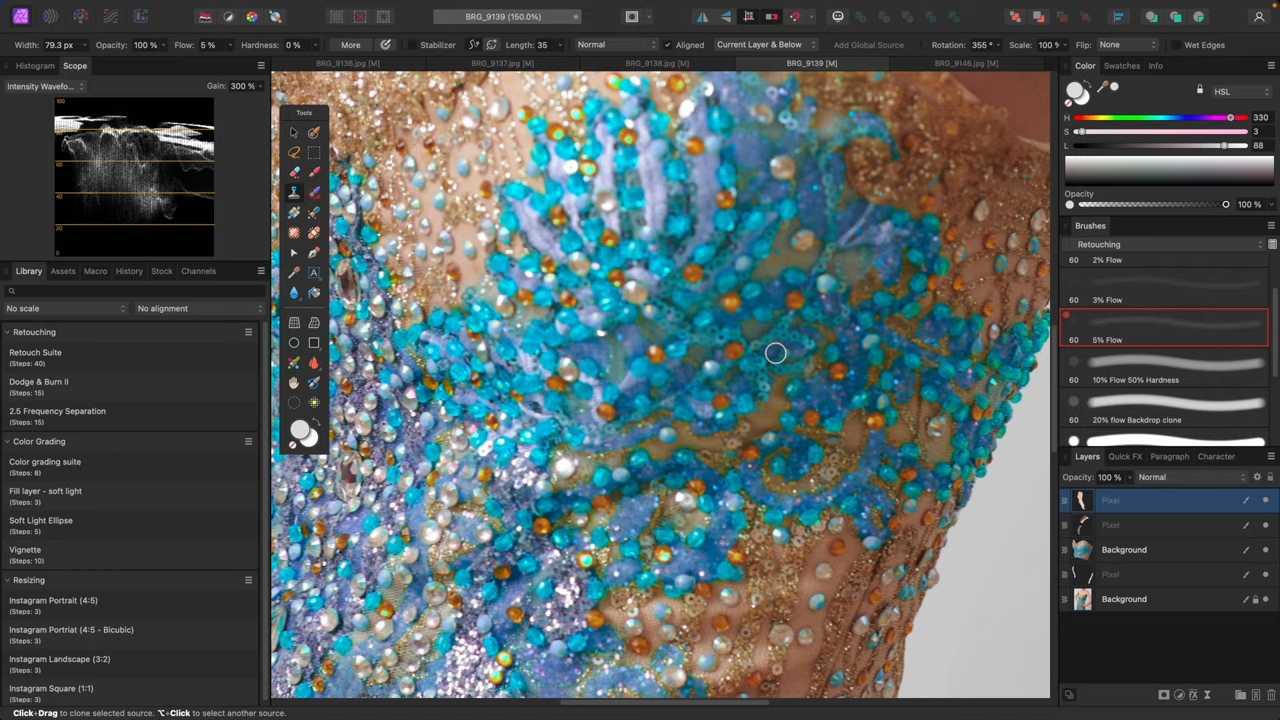 BRG_9139 (150.0%)
Width: 79.3 px
Opacity: 100 %
Flow: 5 %
Hardness: 0 %
More
Stabilizer
Length: 35
Normal
Aligned
Current Layer & Below
Add Global Source
Rotation: 355 °
Scale: 100 %
Flip: None
Wet Edges
Histogram
Scope
BRG_9136.jpg [M]
BRG_9137.jpg [M]
BRG_9138.jpg [M]
BRG_9139 [M]
BRG_9146.jpg [M]
Color
Swatches
Info
Intensity Wavefo...
Gain: 300 %
HSL
100
80
60
40
20
0
Tools
H
330
S
3
L
88
Opacity
100 %
Brushes
Retouching
60
2% Flow
60
3% Flow
60
5% Flow
60
10% Flow 50% Hardness
60
20% flow Backdrop clone
Library
Assets
Macro
History
Stock
Channels
No scale
No alignment
Retouching
Retouch Suite
(Steps: 40)
Dodge & Burn II
(Steps: 15)
2.5 Frequency Separation
(Steps: 15)
Color Grading
Color grading suite
(Steps: 8)
Fill layer - soft light
(Steps: 3)
Soft Light Ellipse
(Steps: 5)
Vignette
(Steps: 10)
Resizing
Instagram Portrait (4:5)
(Steps: 3)
Instagram Portriat (4:5 - Bicubic)
(Steps: 3)
Instagram Landscape (3:2)
(Steps: 3)
Instagram Square (1:1)
(Steps: 3)
Layers
Quick FX
Paragraph
Character
Opacity: 100 %
Normal
Pixel
Pixel
Background
Pixel
Background
Click+Drag to clone selected source. ⌥+Click to select another source.